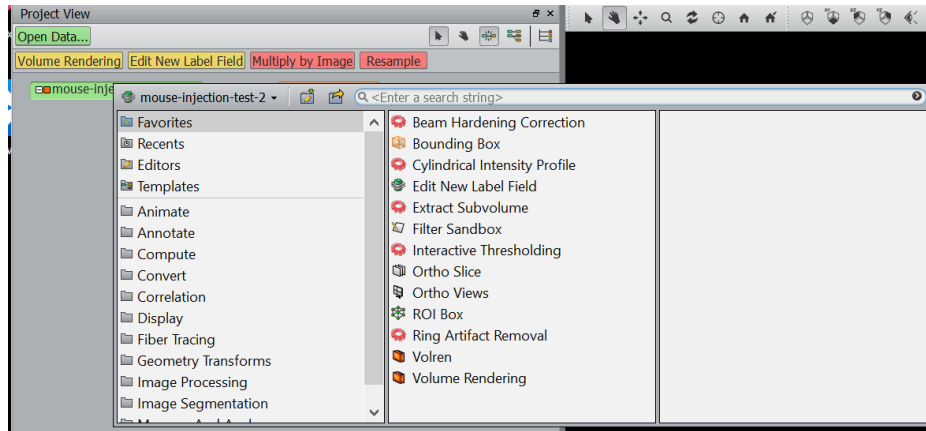 Project View
Open Data...
Volume Rendering Edit New Label Field Multiply by Image Resample
mouse-inje
mouse-injection-test-2 <Enter a search string>
Favorites
Recents
Editors
Templates
Animate
Annotate
Compute
Convert
Correlation
Display
Fiber Tracing
Geometry Transforms
Image Processing
Image Segmentation
Beam Hardening Correction
Bounding Box
Cylindrical Intensity Profile
Edit New Label Field
Extract Subvolume
Filter Sandbox
Interactive Thresholding
Ortho Slice
Ortho Views
ROI Box
Ring Artifact Removal
Volren
Volume Rendering